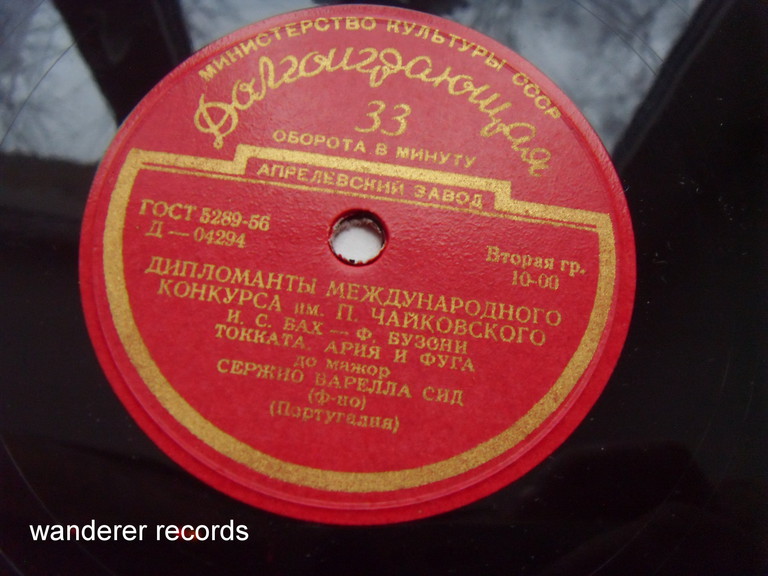 МИНИСТЕРСТВО КУЛЬТУРЫ СССР
Долгоиграющая
33
ОБОРОТА В МИНУТУ
АПРЕЛЕВСКИЙ ЗАВОД
ГОСТ 5289-56
Д — 04294
Вторая гр.
10-00
ДИПЛОМАНТЫ МЕЖДУНАРОДНОГО
КОНКУРСА им. П. ЧАЙКОВСКОГО
И. С. БАХ — Ф. БУЗОНИ
ТОККАТА, АРИЯ И ФУГА
до мажор
СЕРЖИО ВАРЕЛЛА СИД
(Ф-но)
(Португалия)
wanderer records